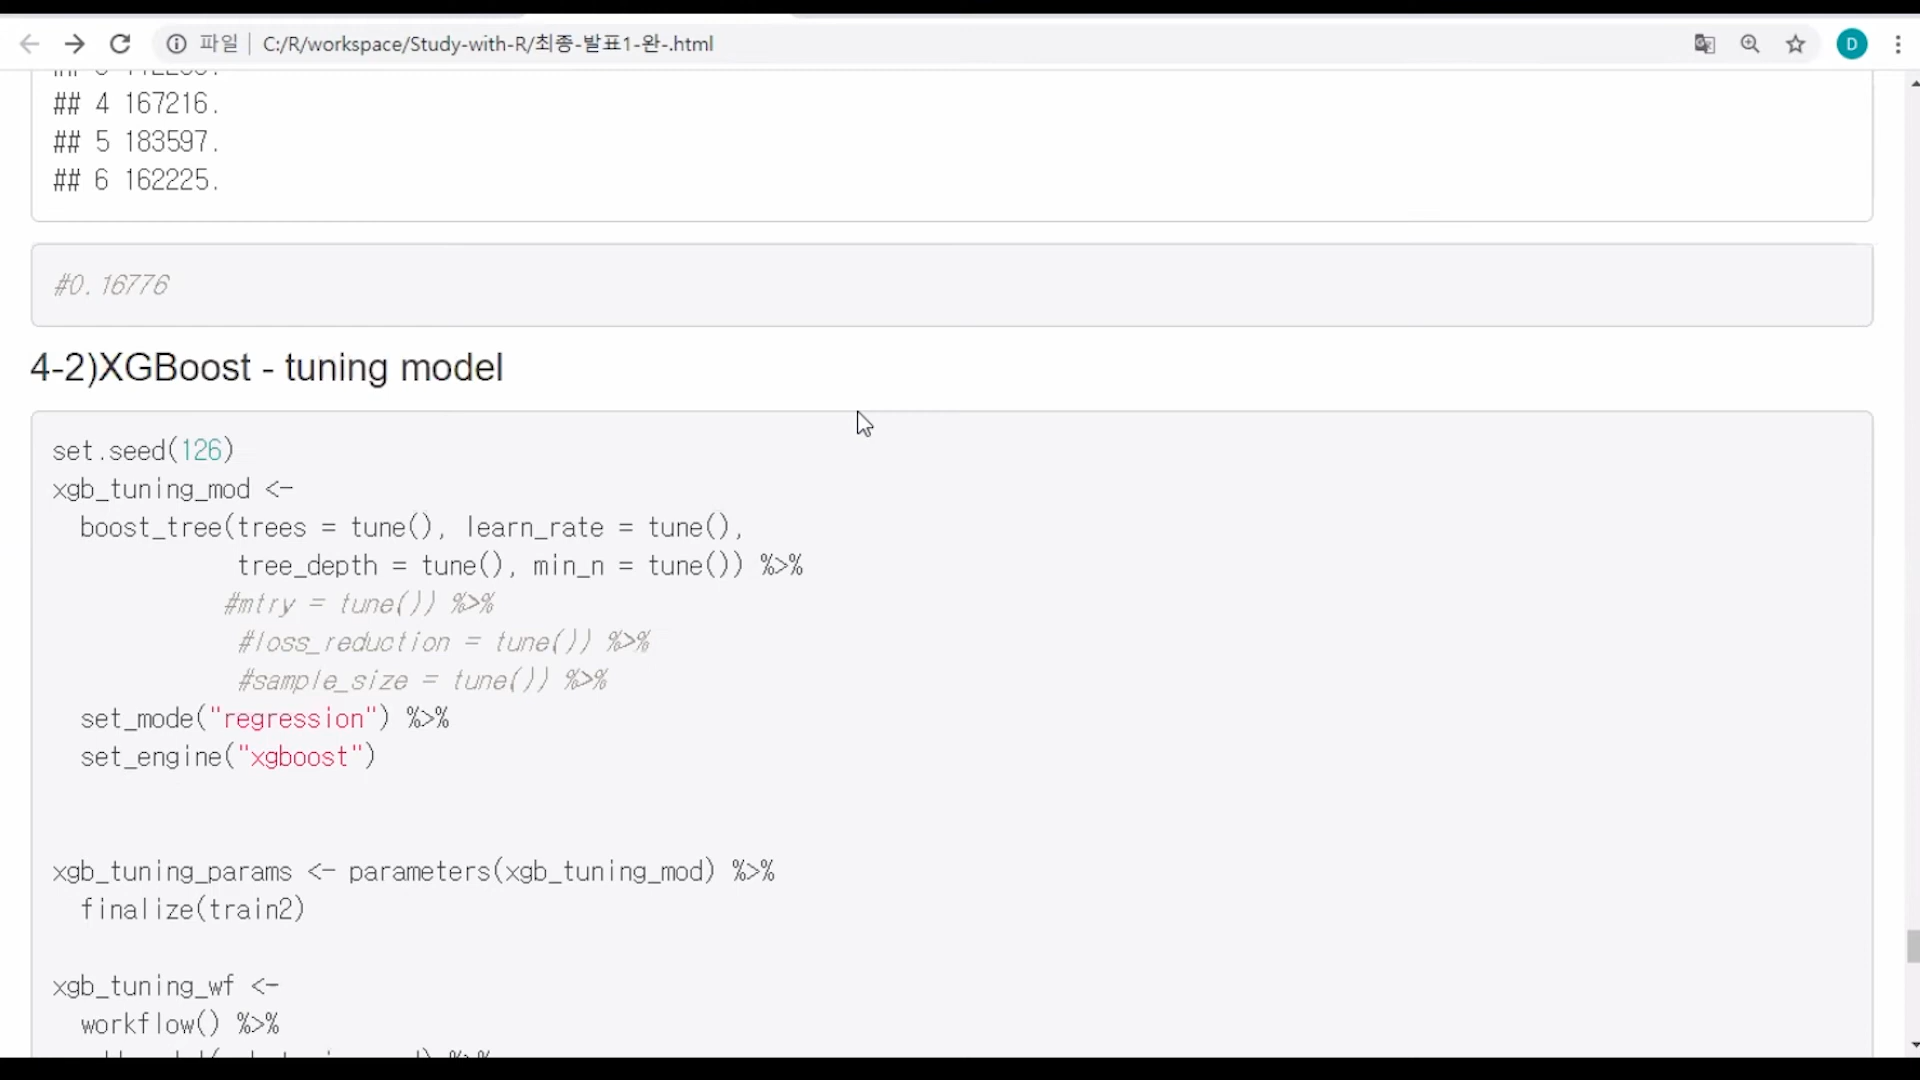 파일
C:/R/workspace/Study-with-R/최종-발표1-완-.html
D
## 4 167216.
## 5 183597.
## 6 162225.
#0.16776
4-2)XGBoost - tuning model
set.seed(126)
xgb_tuning_mod <-
boost_tree(trees = tune(), learn_rate = tune(),
tree_depth = tune(), min_n = tune()) %>%
#mtry = tune()) %>%
#loss_reduction = tune()) %>%
#sample_size = tune()) %>%
set_mode("regression") %>%
set_engine("xgboost")
xgb_tuning_params <- parameters(xgb_tuning_mod) %>%
finalize(train2)
xgb_tuning_wf <-
workflow() %>%